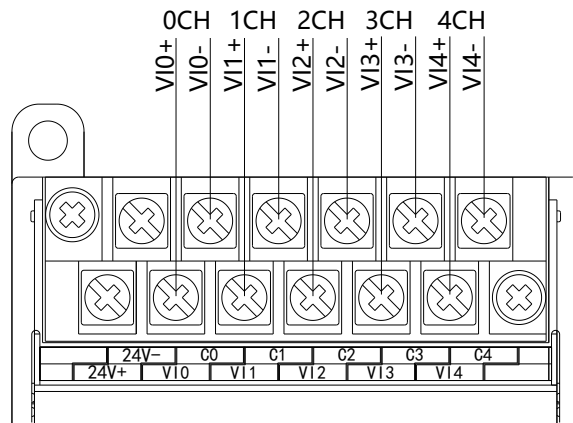 0CH 1CH 2CH 3CH 4CH
VI0+ VI0- VI1+ VI1- VI2+ VI2- VI3+ VI3- VI4+ VI4-
24V- C0 C1 C2 C3 C4
24V+ VI0 VI1 VI2 VI3 VI4